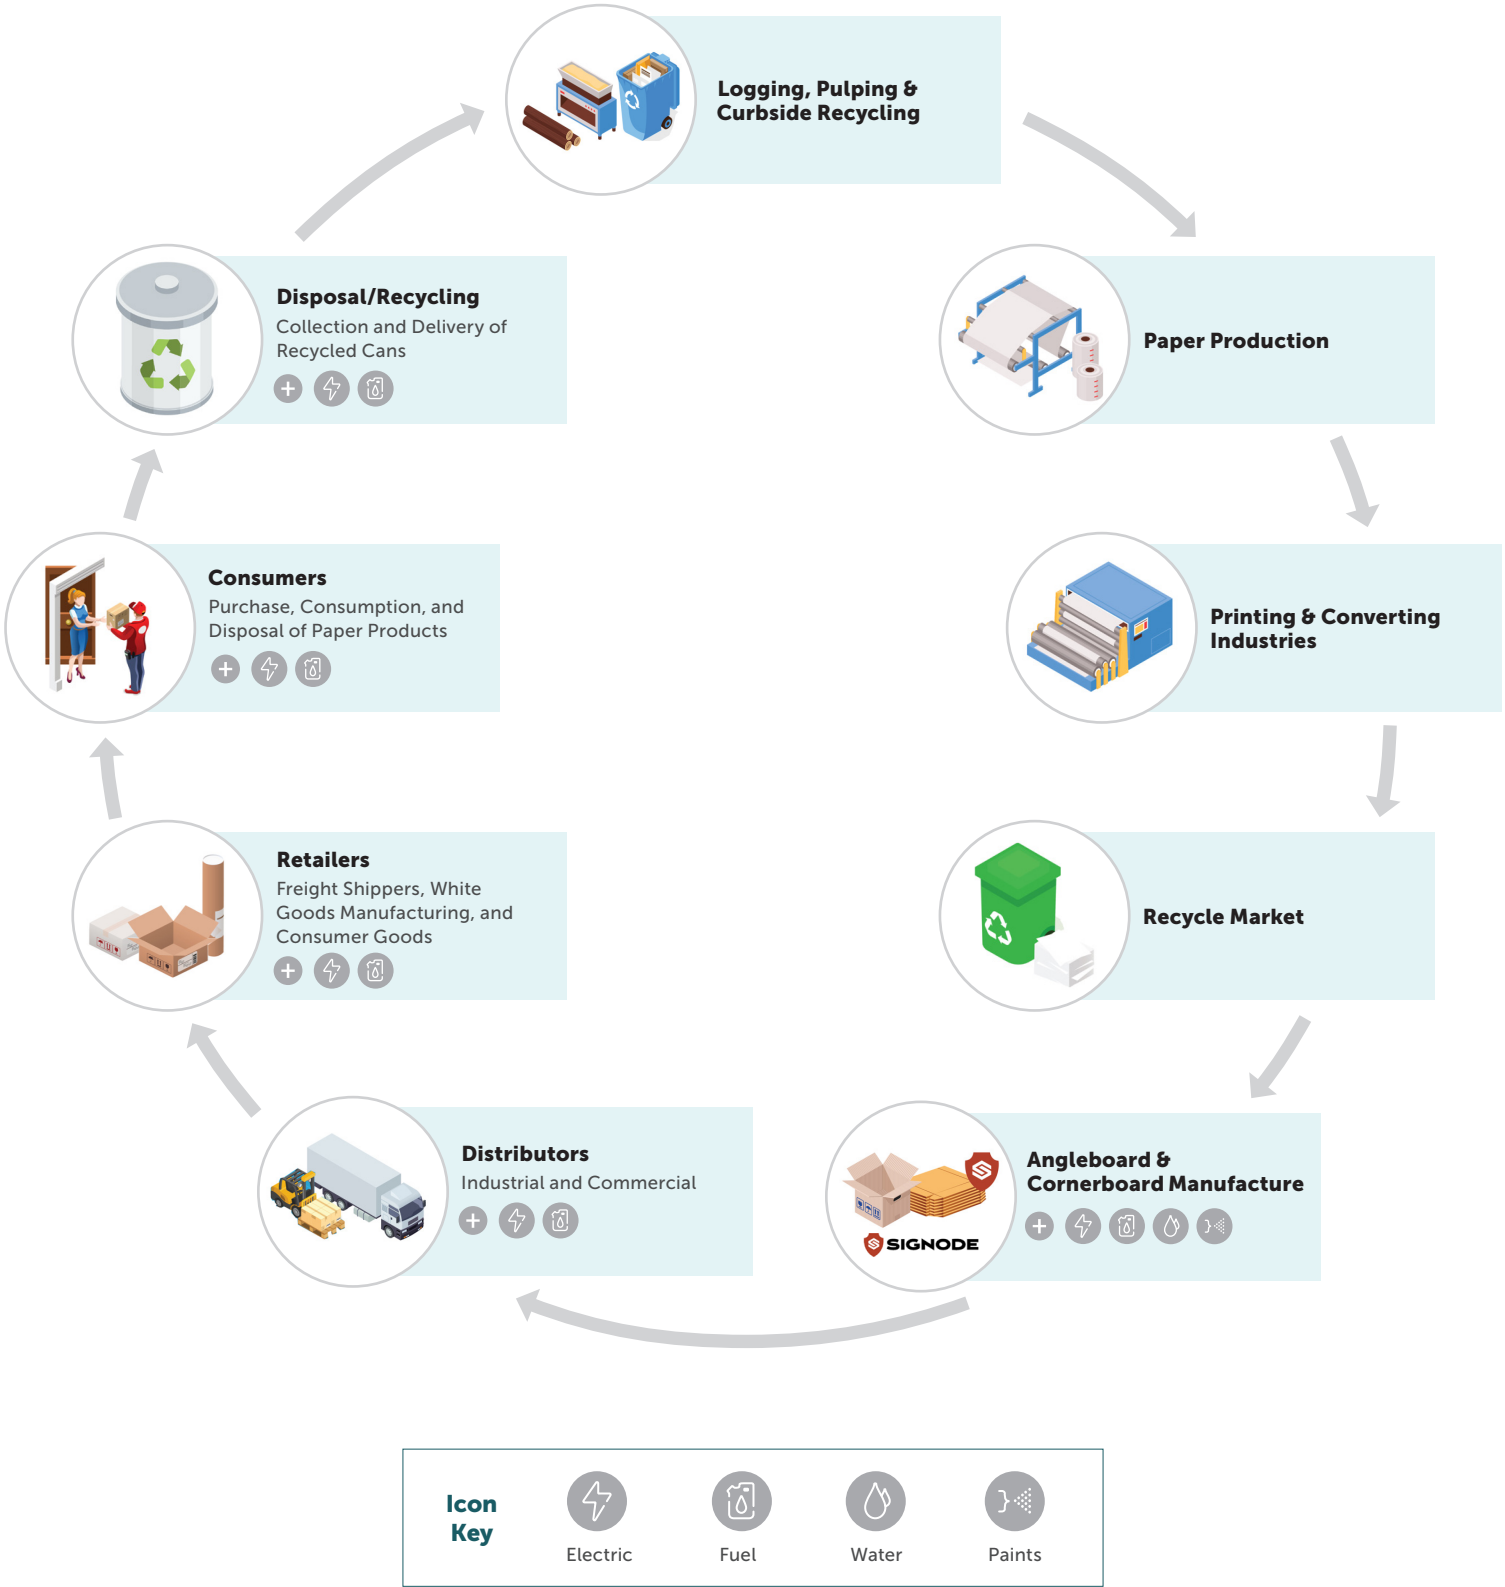 Logging, Pulping &
Curbside Recycling
Paper Production
Printing & Converting
Industries
Recycle Market
Angleboard &
Cornerboard Manufacture
SIGNODE
Distributors
Industrial and Commercial
Retailers
Freight Shippers, White
Goods Manufacturing, and
Consumer Goods
Consumers
Purchase, Consumption, and
Disposal of Paper Products
Disposal/Recycling
Collection and Delivery of
Recycled Cans
Icon
Key
Electric
Fuel
Water
Paints